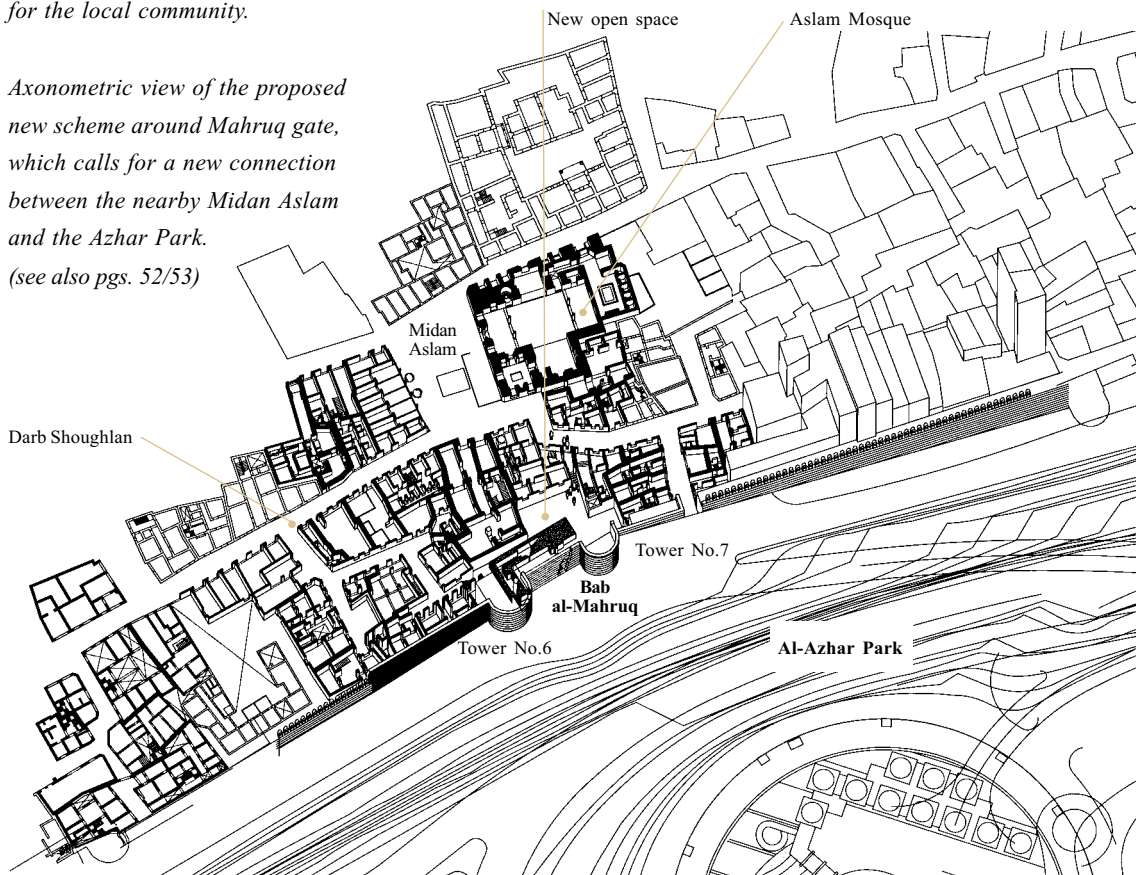 for the local community.
Axonometric view of the proposed
new scheme around Mahruq gate,
which calls for a new connection
between the nearby Midan Aslam
and the Azhar Park.
(see also pgs. 52/53)
New open space
Aslam Mosque
Midan
Aslam
Darb Shoughlan
Tower No.7
Bab
al-Mahruq
Tower No.6
Al-Azhar Park